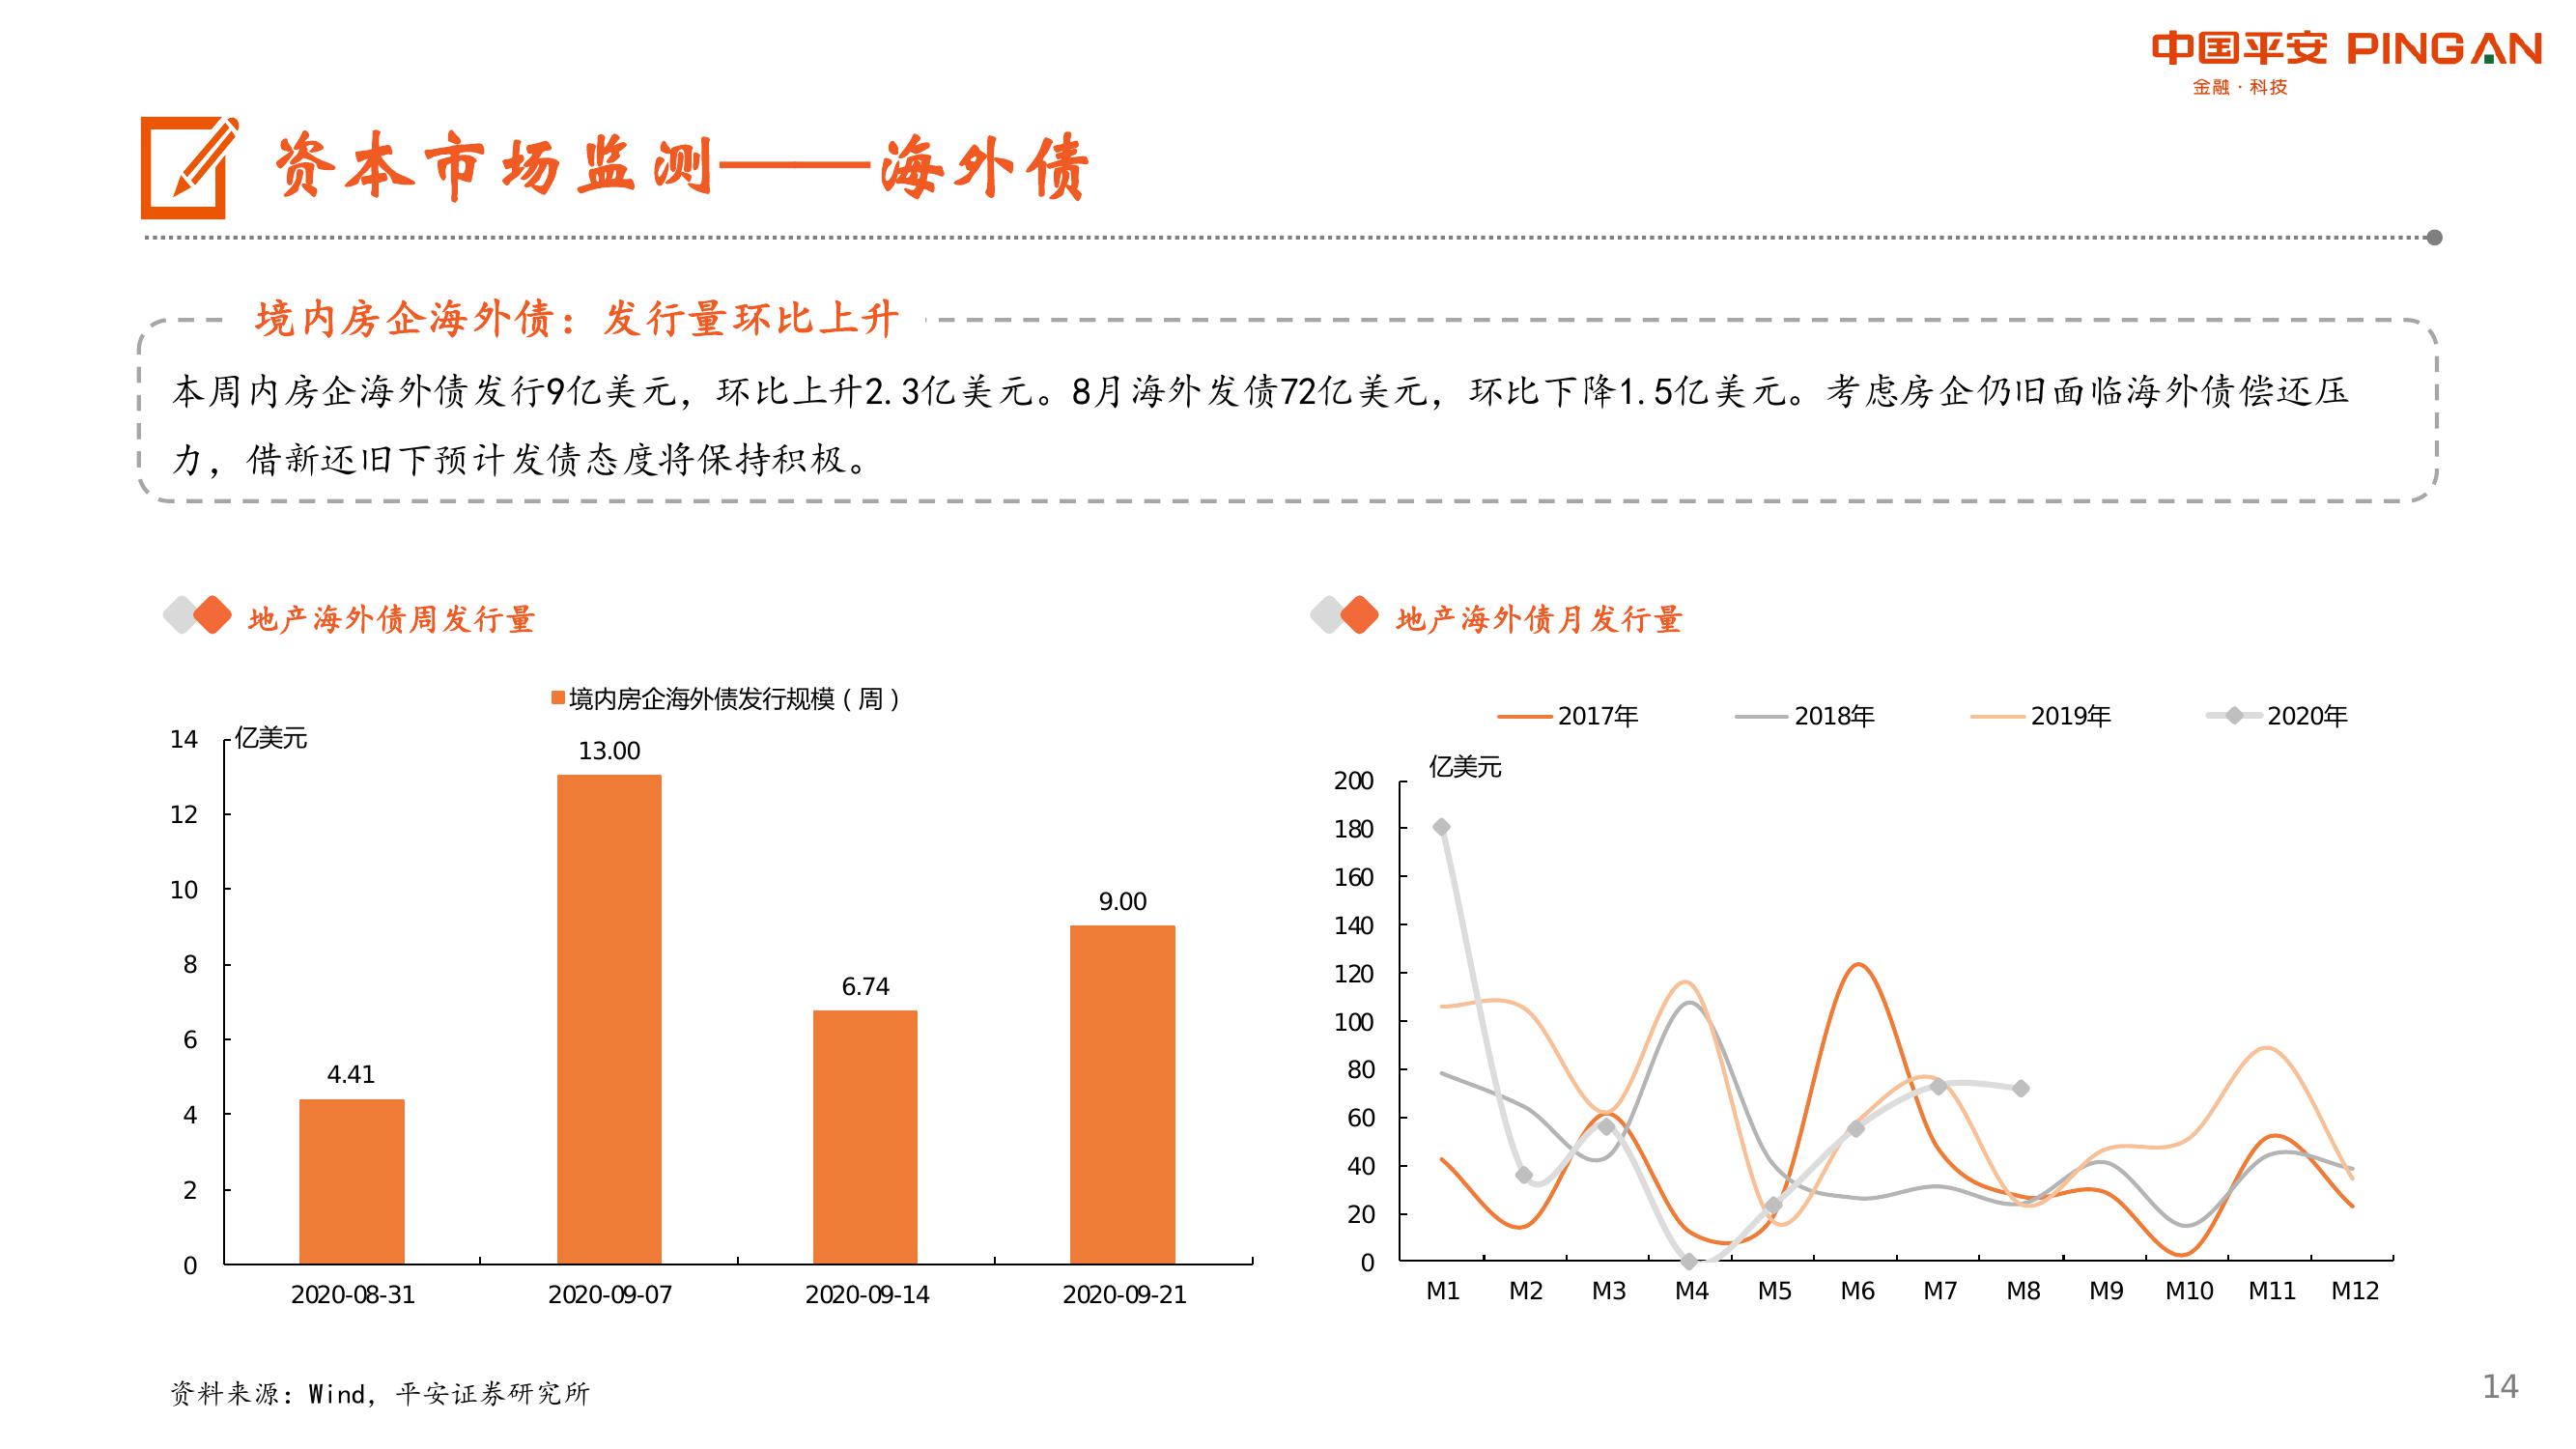 中国平安 PINGAN
金融·科技
资本市场监测——海外债
境内房企海外债：发行量环比上升
本周内房企海外债发行9亿美元，环比上升2.3亿美元。8月海外发债72亿美元，环比下降1.5亿美元。考虑房企仍旧面临海外债偿还压
力，借新还旧下预计发债态度将保持积极。
地产海外债周发行量
境内房企海外债发行规模（周）
亿美元
14
12
10
8
6
4
2
0
4.41
13.00
6.74
9.00
2020-08-31
2020-09-07
2020-09-14
2020-09-21
地产海外债月发行量
2017年
2018年
2019年
2020年
亿美元
200
180
160
140
120
100
80
60
40
20
0
M1
M2
M3
M4
M5
M6
M7
M8
M9
M10
M11
M12
资料来源：Wind，平安证券研究所
14